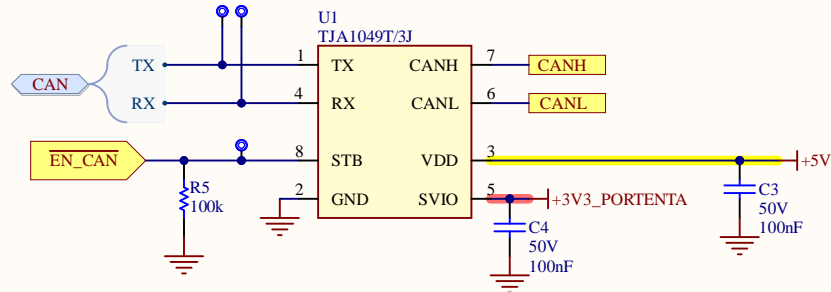 U1
TJA1049T/3J
CAN
TX
RX
1
TX
CANH
7
CANH
4
RX
CANL
6
CANL
EN_CAN
8
STB
VDD
3
+5V
R5
100k
2
GND
SVIO
5
+3V3_PORTENTA
C3
50V
100nF
C4
50V
100nF